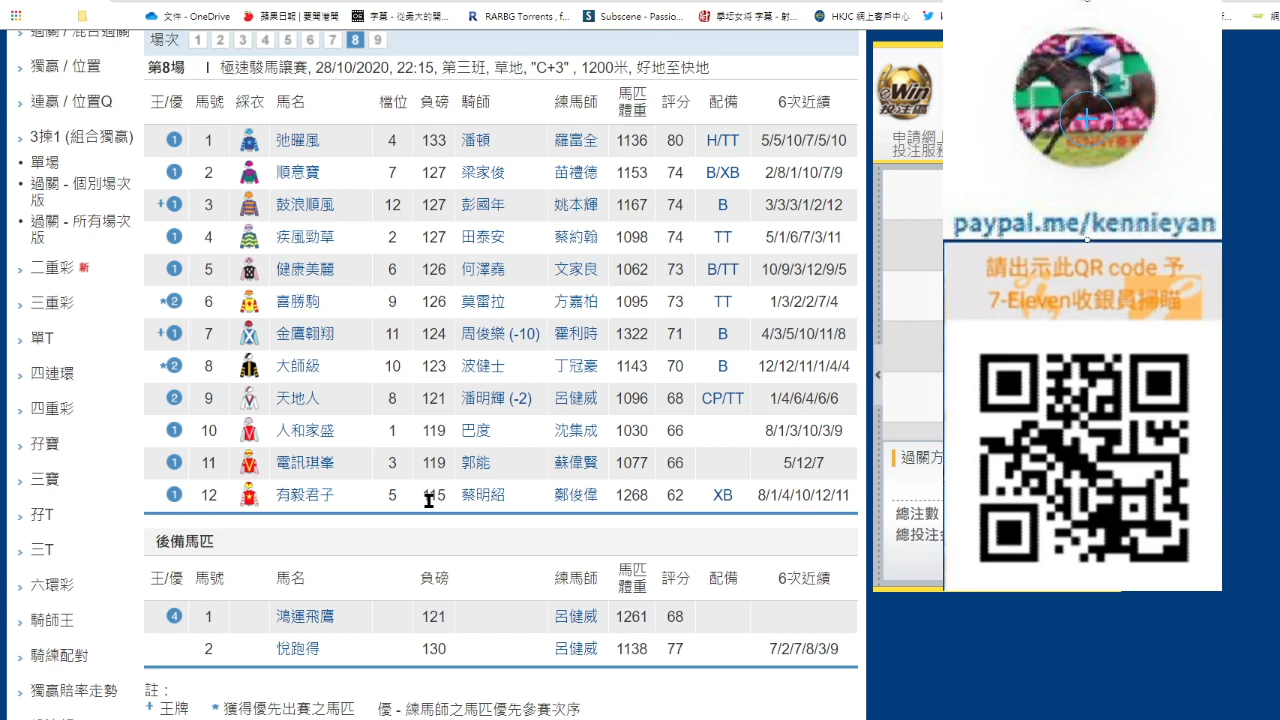 文件 - OneDrive 蘋果日報 | 要聞港聞 字幕 - 從最大的開... RARBG Torrents , f... Subscene - Passio... 學坛女将 字幕 - 射... HKJC 網上客戶中心
過關 / 混合過關
獨贏 / 位置
連贏 / 位置Q
3揀1 (組合獨贏)
• 單場
• 過關 - 個別場次版
• 過關 - 所有場次版
二重彩 新
三重彩
單T
四連環
四重彩
孖寶
三寶
孖T
三T
六環彩
騎師王
騎練配對
獨贏賠率走勢
場次 1 2 3 4 5 6 7 8 9
第8場 | 極速駿馬讓賽, 28/10/2020, 22:15, 第三班, 草地, "C+3" , 1200米, 好地至快地
王/優 馬號 綵衣 馬名 檔位 負磅 騎師 練馬師 馬匹體重 評分 配備 6次近績
1 1 弛曜風 133 潘頓 羅富全 1136 80 H/TT 5/5/10/7/5/10
1 2 順意寶 7 127 梁家俊 苗禮德 1153 74 B/XB 2/8/1/10/7/9
+1 3 鼓浪順風 12 127 彭國年 姚本輝 1167 74 B 3/3/3/1/2/12
1 4 疾風勁草 2 127 田泰安 蔡約翰 1098 74 TT 5/1/6/7/3/11
1 5 健康美麗 6 126 何澤堯 文家良 1062 73 B/TT 10/9/3/12/9/5
★2 6 喜勝駒 9 126 莫雷拉 方嘉柏 1095 73 TT 1/3/2/2/7/4
+1 7 金鷹翱翔 11 124 周俊樂 (-10) 霍利時 1322 71 B 4/3/5/10/11/8
★2 8 大師級 10 123 波健士 丁冠豪 1143 70 B 12/12/11/1/4/4
2 9 天地人 8 121 潘明輝 (-2) 呂健威 1096 68 CP/TT 1/4/6/4/6/6
1 10 人和家盛 119 巴度 沈集成 1030 66 8/1/3/10/3/9
1 11 電訊琪峯 3 119 郭能 蘇偉賢 1077 66 5/12/7
1 12 有毅君子 5 115 蔡明紹 鄭俊偉 1268 62 XB 8/1/4/10/12/11
後備馬匹
王/優 馬號 馬名 負磅 練馬師 馬匹體重 評分 配備 6次近績
4 1 鴻運飛鷹 121 呂健威 1261 68
2 悅跑得 130 呂健威 1138 77 7/2/7/8/3/9
註 :
+ 王牌 ★ 獲得優先出賽之馬匹 優 - 練馬師之馬匹優先參賽次序
eWin
投注區
申請網上
投注服務
過關方
總注數
總投注金
paypal.me/kennieyan
請出示此QR code 予
7-Eleven收銀員掃瞄